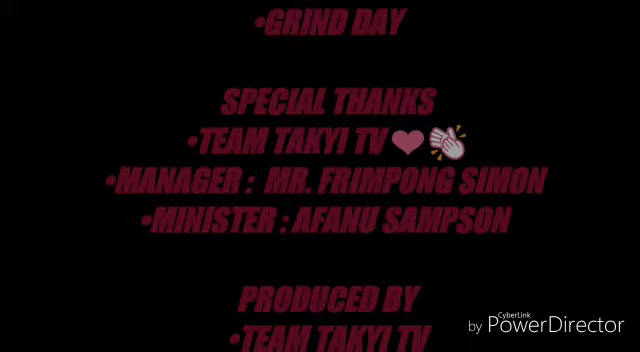 •GRIND DAY
SPECIAL THANKS
•TEAM TAKYI TV ❤👏
•MANAGER : MR. FRIMPONG SIMON
•MINISTER : AFANU SAMPSON
PRODUCED BY
•TEAM TAKYI TV
CyberLink
by PowerDirector